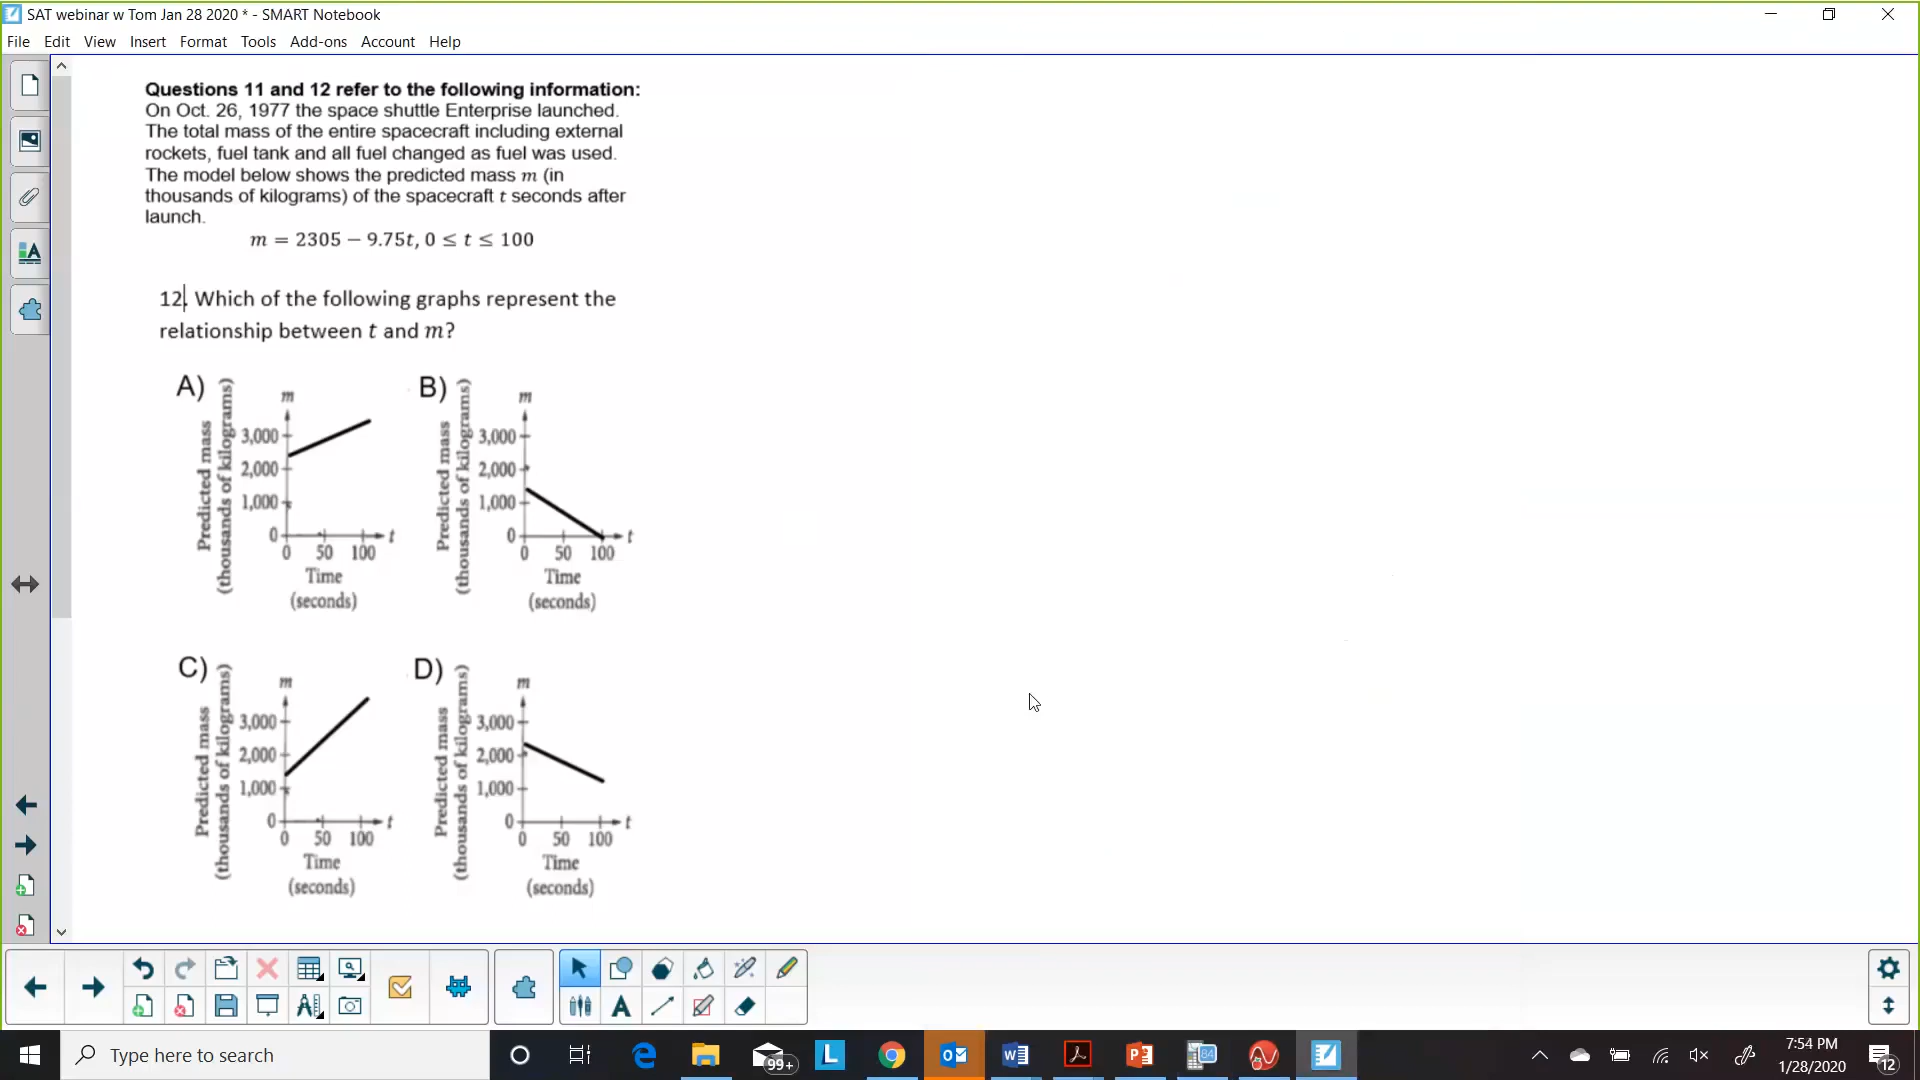 SAT webinar w Tom Jan 28 2020 * - SMART Notebook
File Edit View Insert Format Tools Add-ons Account Help
Questions 11 and 12 refer to the following information:
On Oct. 26, 1977 the space shuttle Enterprise launched.
The total mass of the entire spacecraft including external
rockets, fuel tank and all fuel changed as fuel was used.
The model below shows the predicted mass m (in
thousands of kilograms) of the spacecraft t seconds after
launch.
m = 2305 − 9.75t, 0 ≤ t ≤ 100
12. Which of the following graphs represent the
relationship between t and m?
A)
Predicted mass
(thousands of kilograms)
m
3,000
2,000
1,000
0
t
0 50 100
Time
(seconds)
B)
Predicted mass
(thousands of kilograms)
m
3,000
2,000
1,000
0
t
0 50 100
Time
(seconds)
C)
Predicted mass
(thousands of kilograms)
m
3,000
2,000
1,000
0
t
0 50 100
Time
(seconds)
D)
Predicted mass
(thousands of kilograms)
m
3,000
2,000
1,000
0
t
0 50 100
Time
(seconds)
Type here to search
99+
7:54 PM
1/28/2020
12